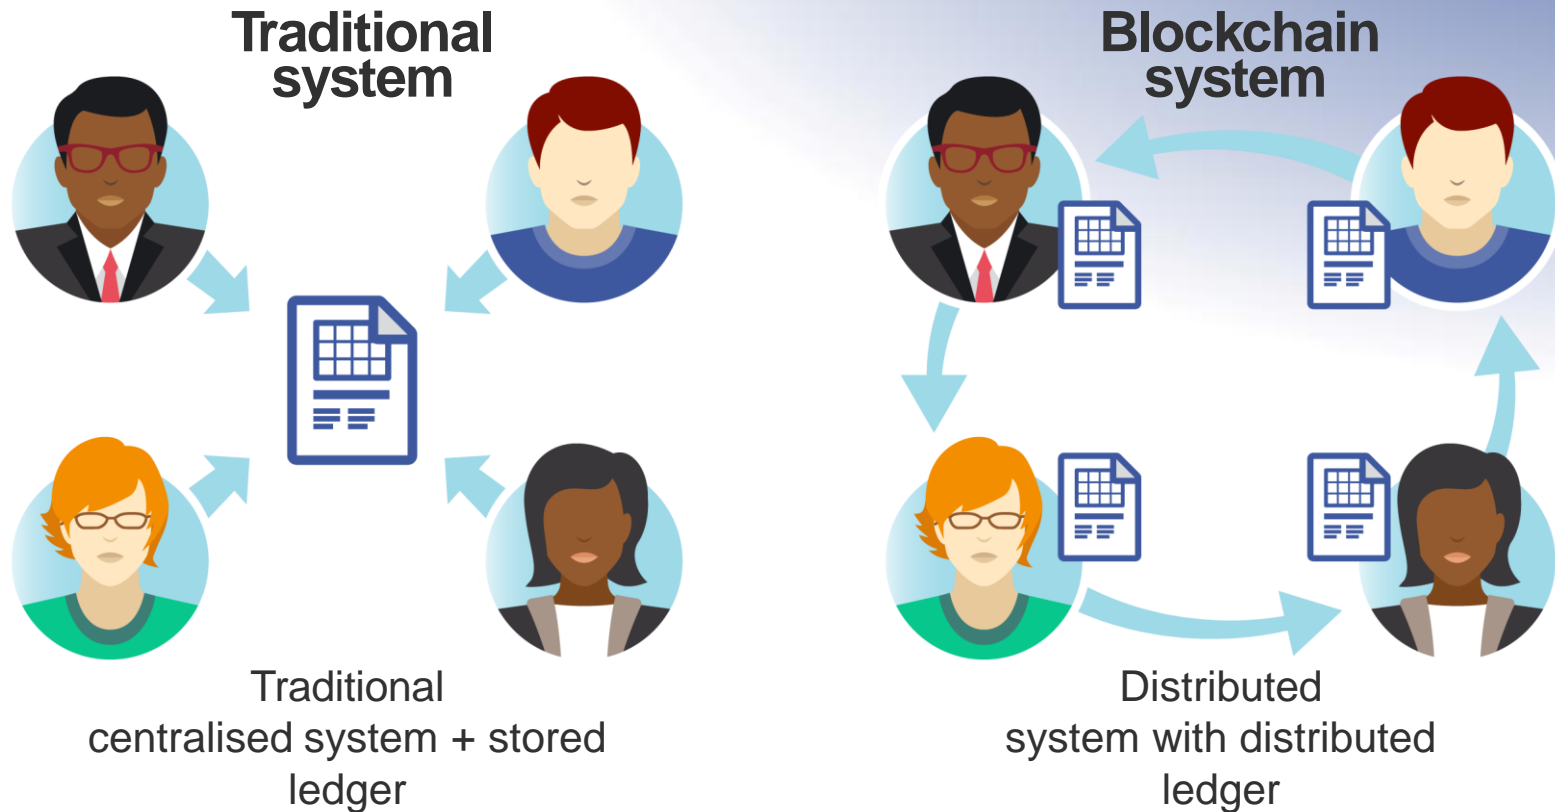 Traditional
system
Blockchain
system
Traditional
centralised system + stored
ledger
Distributed
system with distributed
ledger